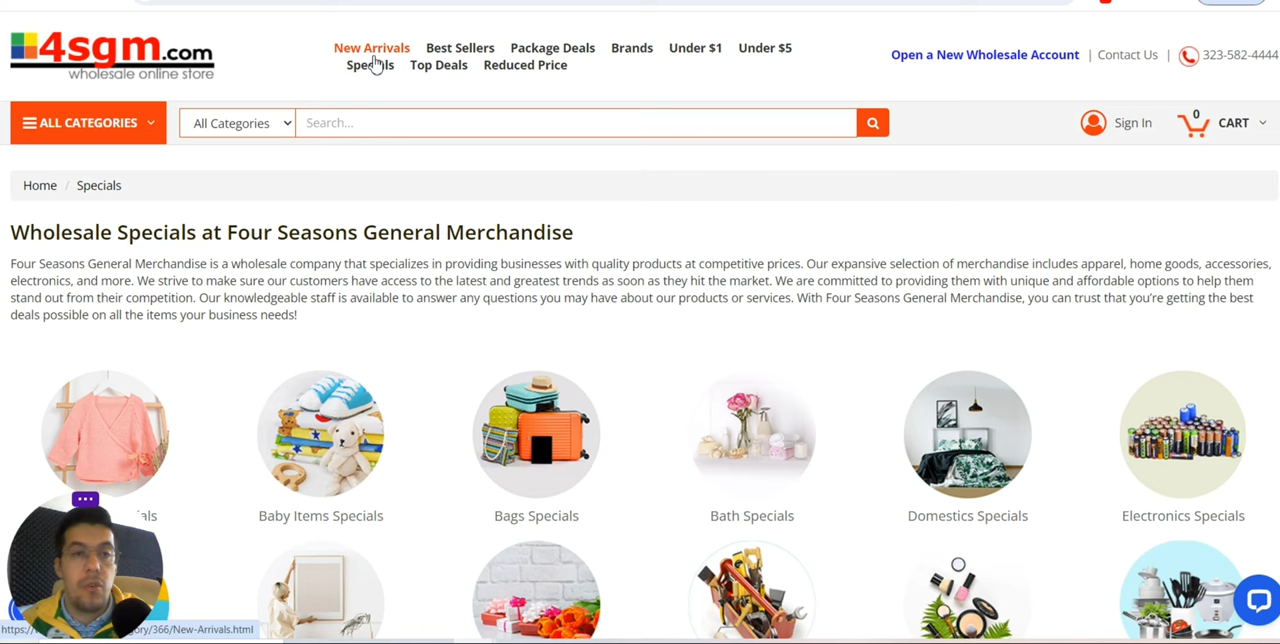 4sgm.com
wholesale online store
New Arrivals Best Sellers Package Deals Brands Under $1 Under $5
Specials Top Deals Reduced Price
Open a New Wholesale Account | Contact Us | 323-582-4444
ALL CATEGORIES All Categories Search... Sign In 0 CART
Home / Specials
Wholesale Specials at Four Seasons General Merchandise
Four Seasons General Merchandise is a wholesale company that specializes in providing businesses with quality products at competitive prices. Our expansive selection of merchandise includes apparel, home goods, accessories,
electronics, and more. We strive to make sure our customers have access to the latest and greatest trends as soon as they hit the market. We are committed to providing them with unique and affordable options to help them
stand out from their competition. Our knowledgeable staff is available to answer any questions you may have about our products or services. With Four Seasons General Merchandise, you can trust that you're getting the best
deals possible on all the items your business needs!
Baby Items Specials Bags Specials Bath Specials Domestics Specials Electronics Specials
gory/366/New-Arrivals.html